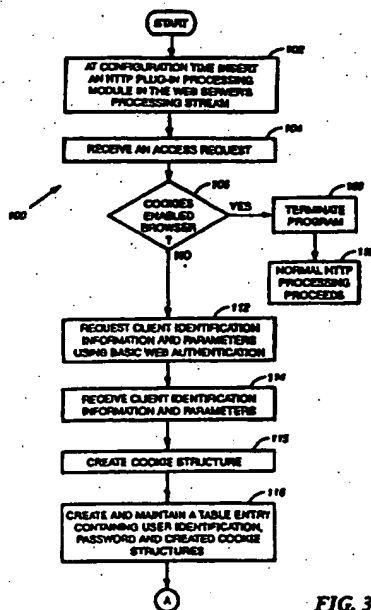 START
102
AT CONFIGURATION TIME INSERT
AN HTTP PLUG-IN PROCESSING
MODULE IN THE WEB SERVER'S
PROCESSING STREAM
104
RECEIVE AN ACCESS REQUEST
100
106
COOKIES
ENABLED
BROWSER
?
YES
NO
108
TERMINATE
PROGRAM
110
NORMAL HTTP
PROCESSING
PROCEEDS
112
REQUEST CLIENT IDENTIFICATION
INFORMATION AND PARAMETERS
USING BASIC WEB AUTHENTICATION
114
RECEIVE CLIENT IDENTIFICATION
INFORMATION AND PARAMETERS
115
CREATE COOKIE STRUCTURE
116
CREATE AND MAINTAIN A TABLE ENTRY
CONTAINING USER IDENTIFICATION,
PASSWORD AND CREATED COOKIE
STRUCTURES
A
FIG. 3